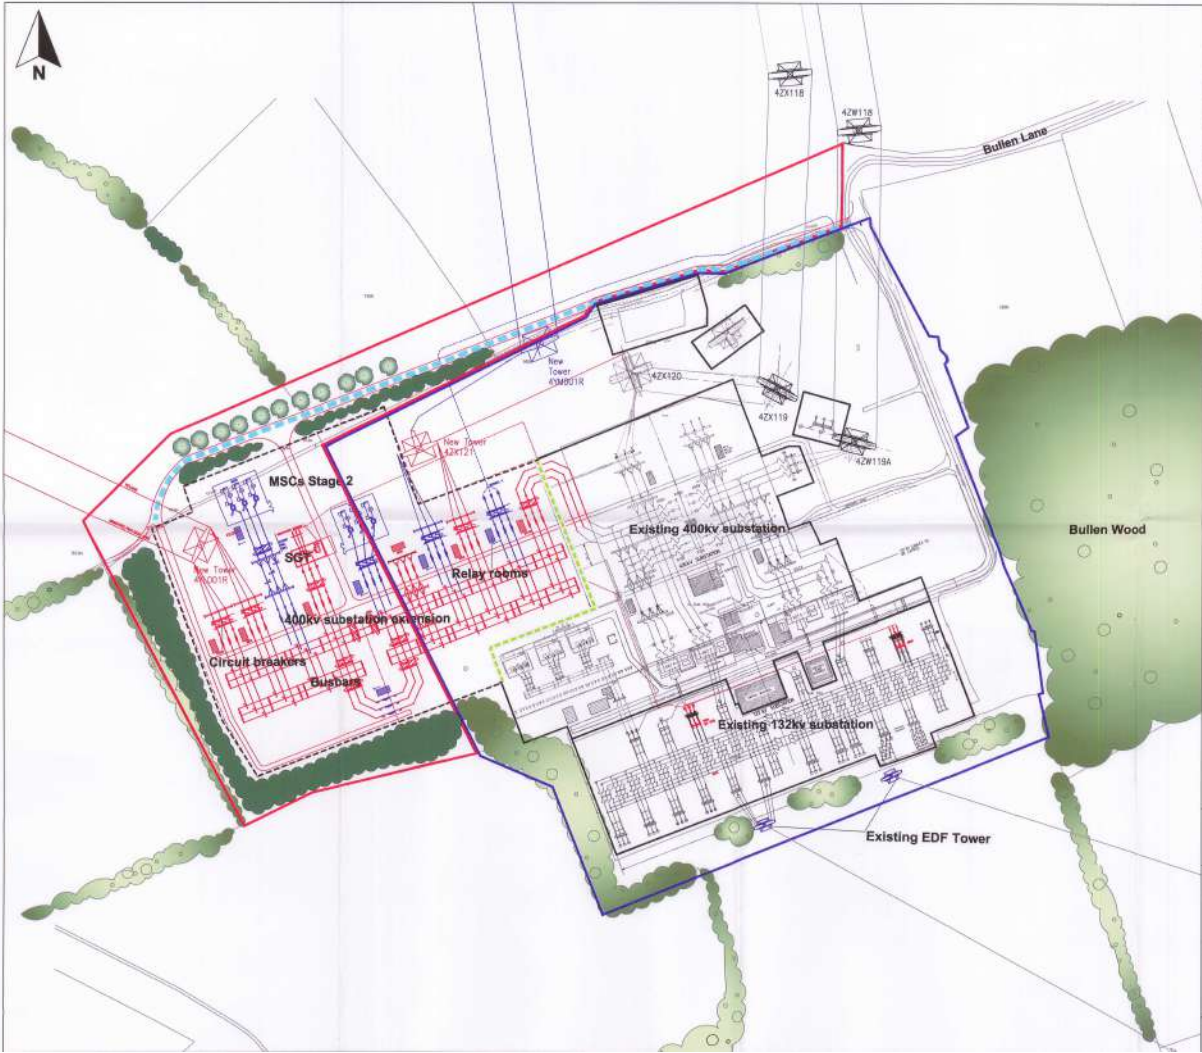 N
4ZX118
4ZW118
Bullen Lane
New
Tower
4YM001R
4ZX120
4ZX119
4ZW119A
New Tower
4ZX121
MSCs Stage 2
Existing 400kv substation
Bullen Wood
SGT
New Tower
Relay rooms
400kv substation extension
Circuit breakers
Busbars
Existing 132kv substation
Existing EDF Tower